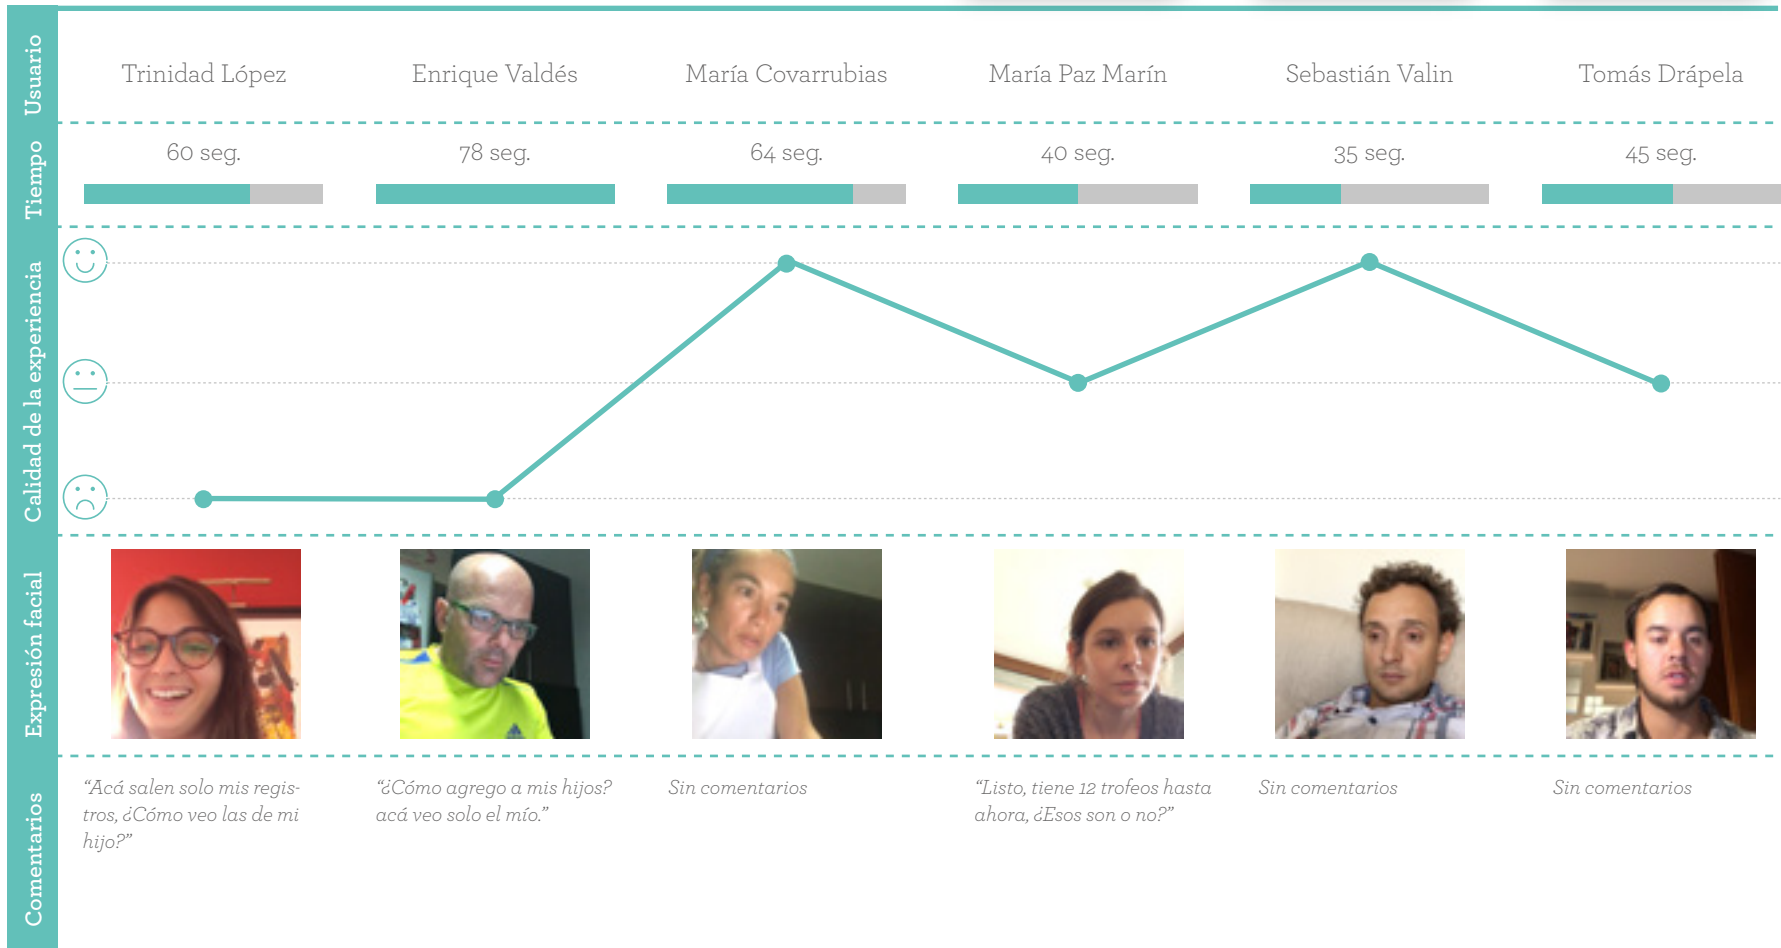 Usuario
Trinidad López
Enrique Valdés
María Covarrubias
María Paz Marín
Sebastián Valin
Tomás Drápela
Tiempo
60 seg.
78 seg.
64 seg.
40 seg.
35 seg.
45 seg.
Calidad de la experiencia
Expresión facial
Comentarios
“Acá salen solo mis regis-
tros, ¿Cómo veo las de mi
hijo?”
“¿Cómo agrego a mis hijos?
acá veo solo el mío.”
Sin comentarios
“Listo, tiene 12 trofeos hasta
ahora, ¿Esos son o no?”
Sin comentarios
Sin comentarios